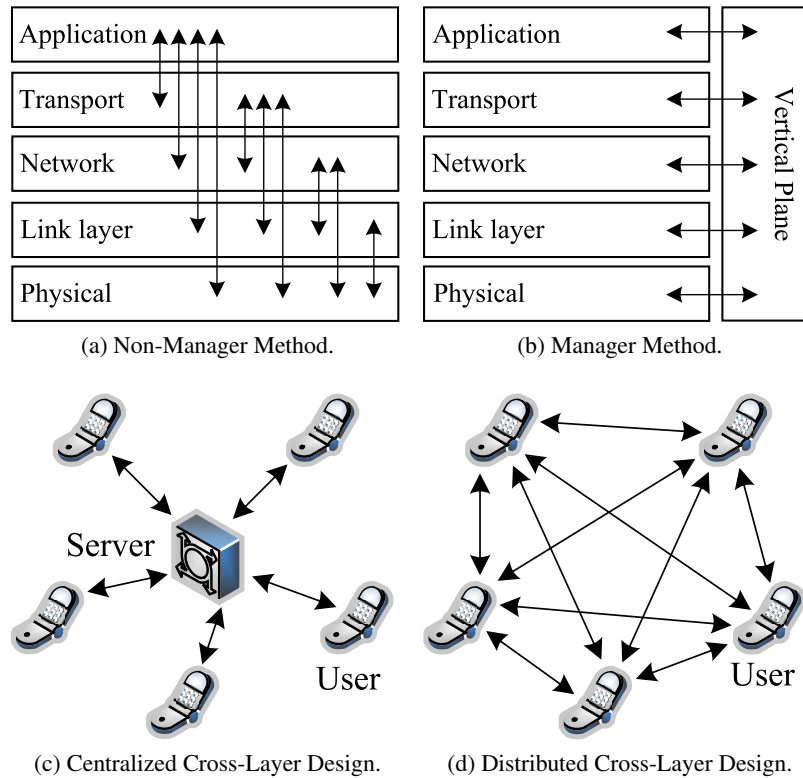 Application
Transport
Network
Link layer
Physical
Application
Transport
Network
Link layer
Physical
Vertical Plane
(a) Non-Manager Method.
(b) Manager Method.
Server
User
User
(c) Centralized Cross-Layer Design.
(d) Distributed Cross-Layer Design.